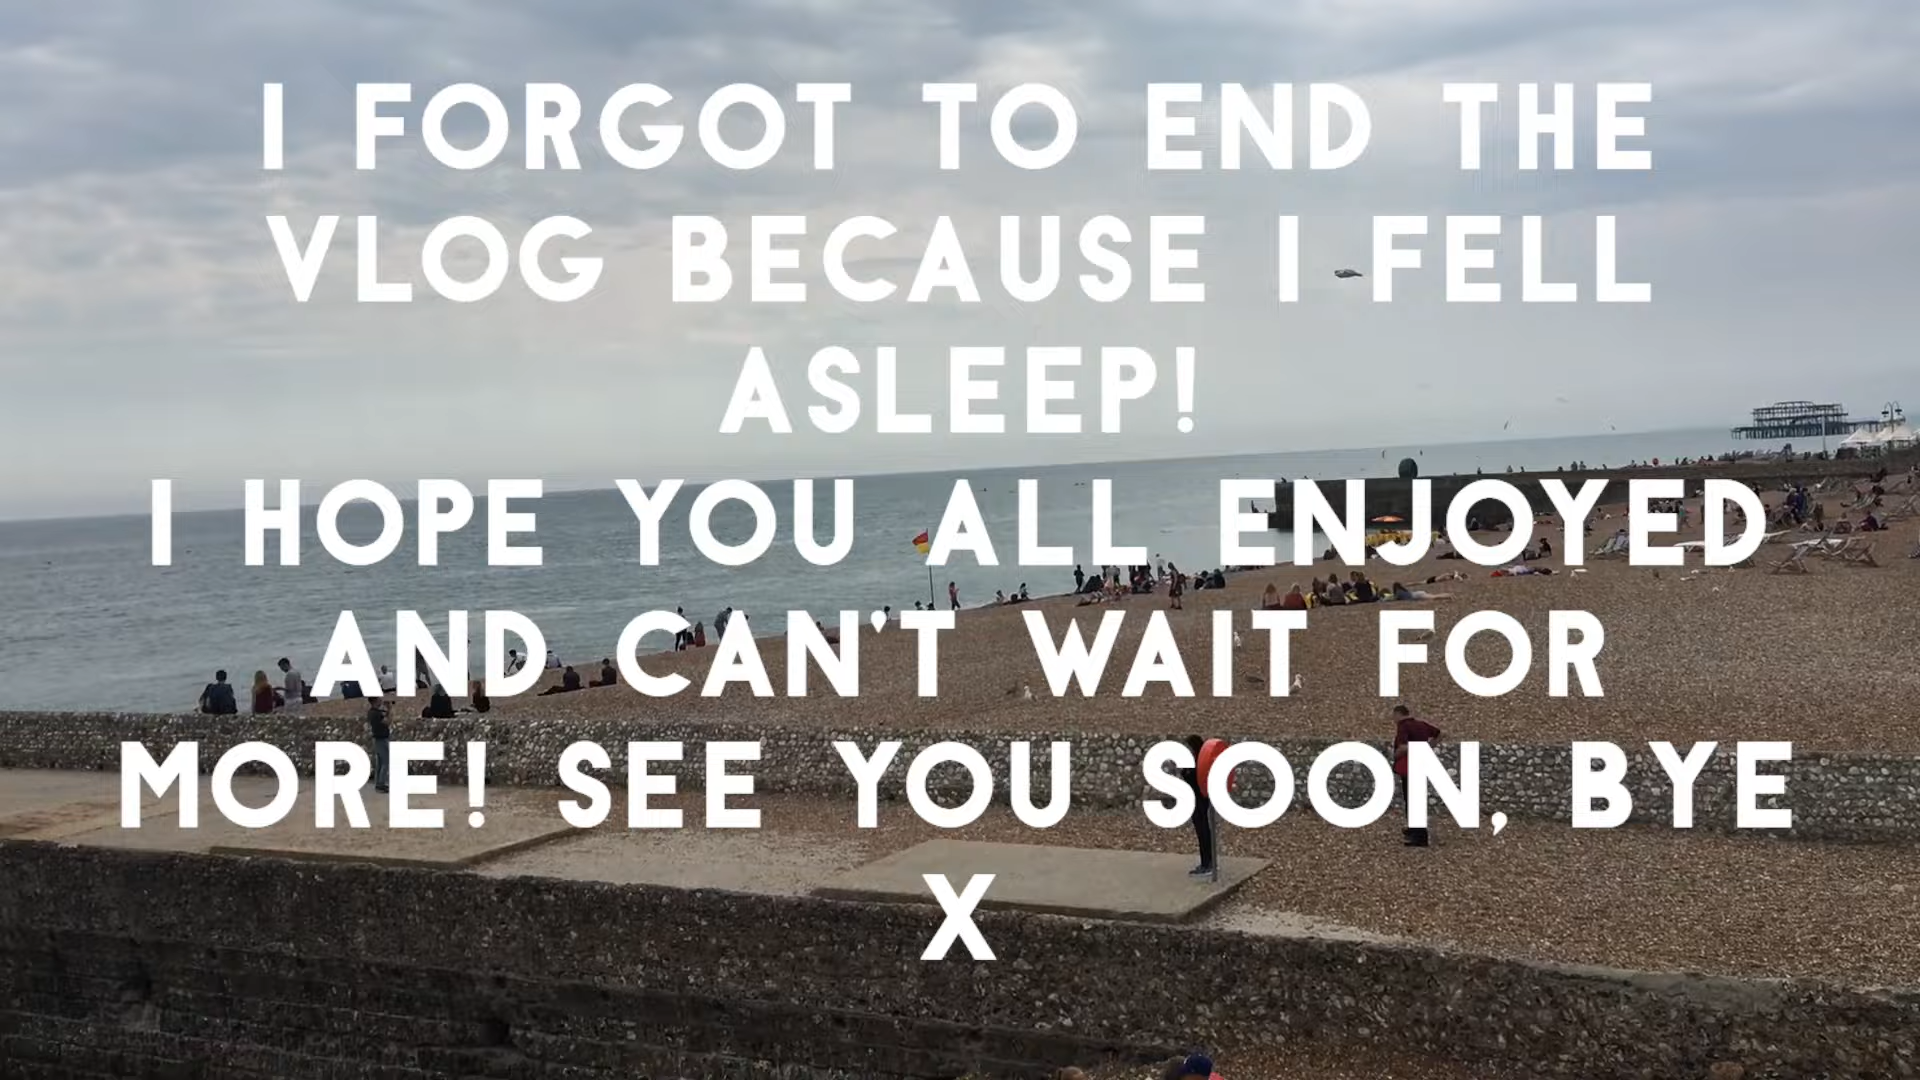 I FORGOT TO END THE
VLOG BECAUSE I FELL
ASLEEP!
I HOPE YOU ALL ENJOYED
AND CAN'T WAIT FOR
MORE! SEE YOU SOON, BYE
X